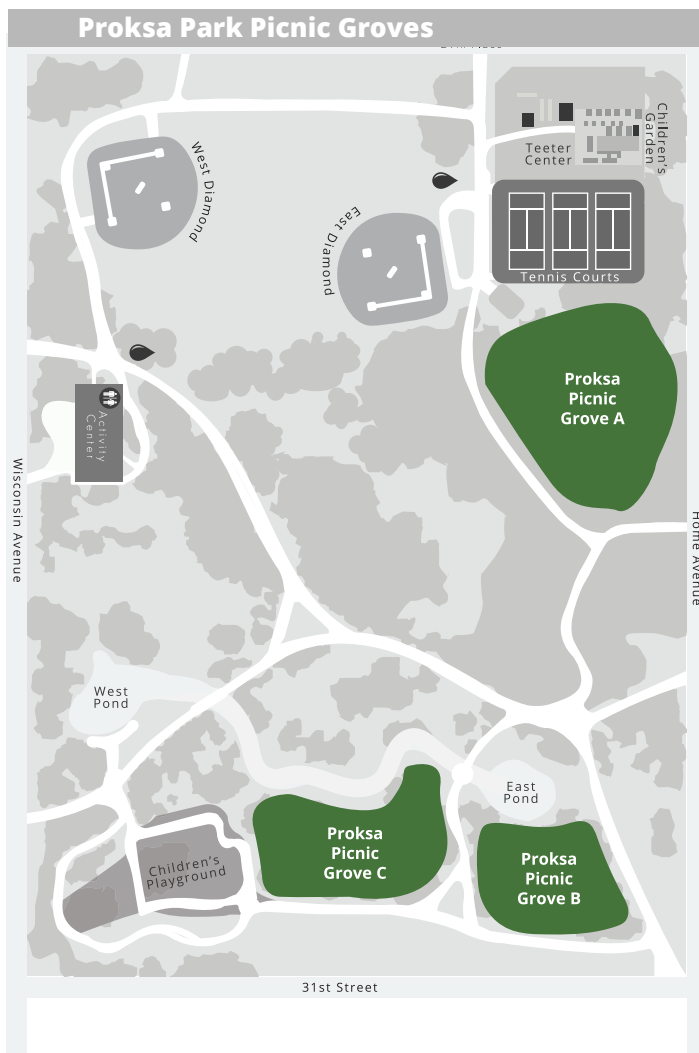 Proksa Park Picnic Groves
Children's
Garden
Teeter
Center
West Diamond
East Diamond
Tennis Courts
Proksa
Picnic
Grove A
Activity
Center
Wisconsin Avenue
Home Avenue
West
Pond
East
Pond
Proksa
Picnic
Grove C
Proksa
Picnic
Grove B
Children's
Playground
31st Street